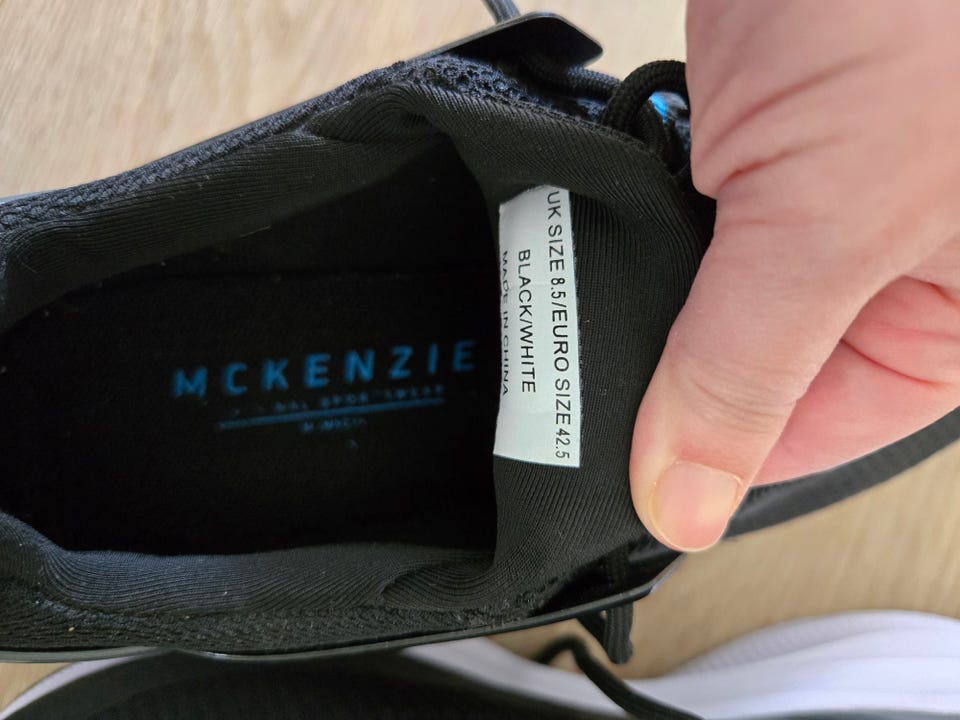 UK SIZE 8.5/EURO SIZE 42.5
BLACK/WHITE
MADE IN CHINA
MCKENZIE